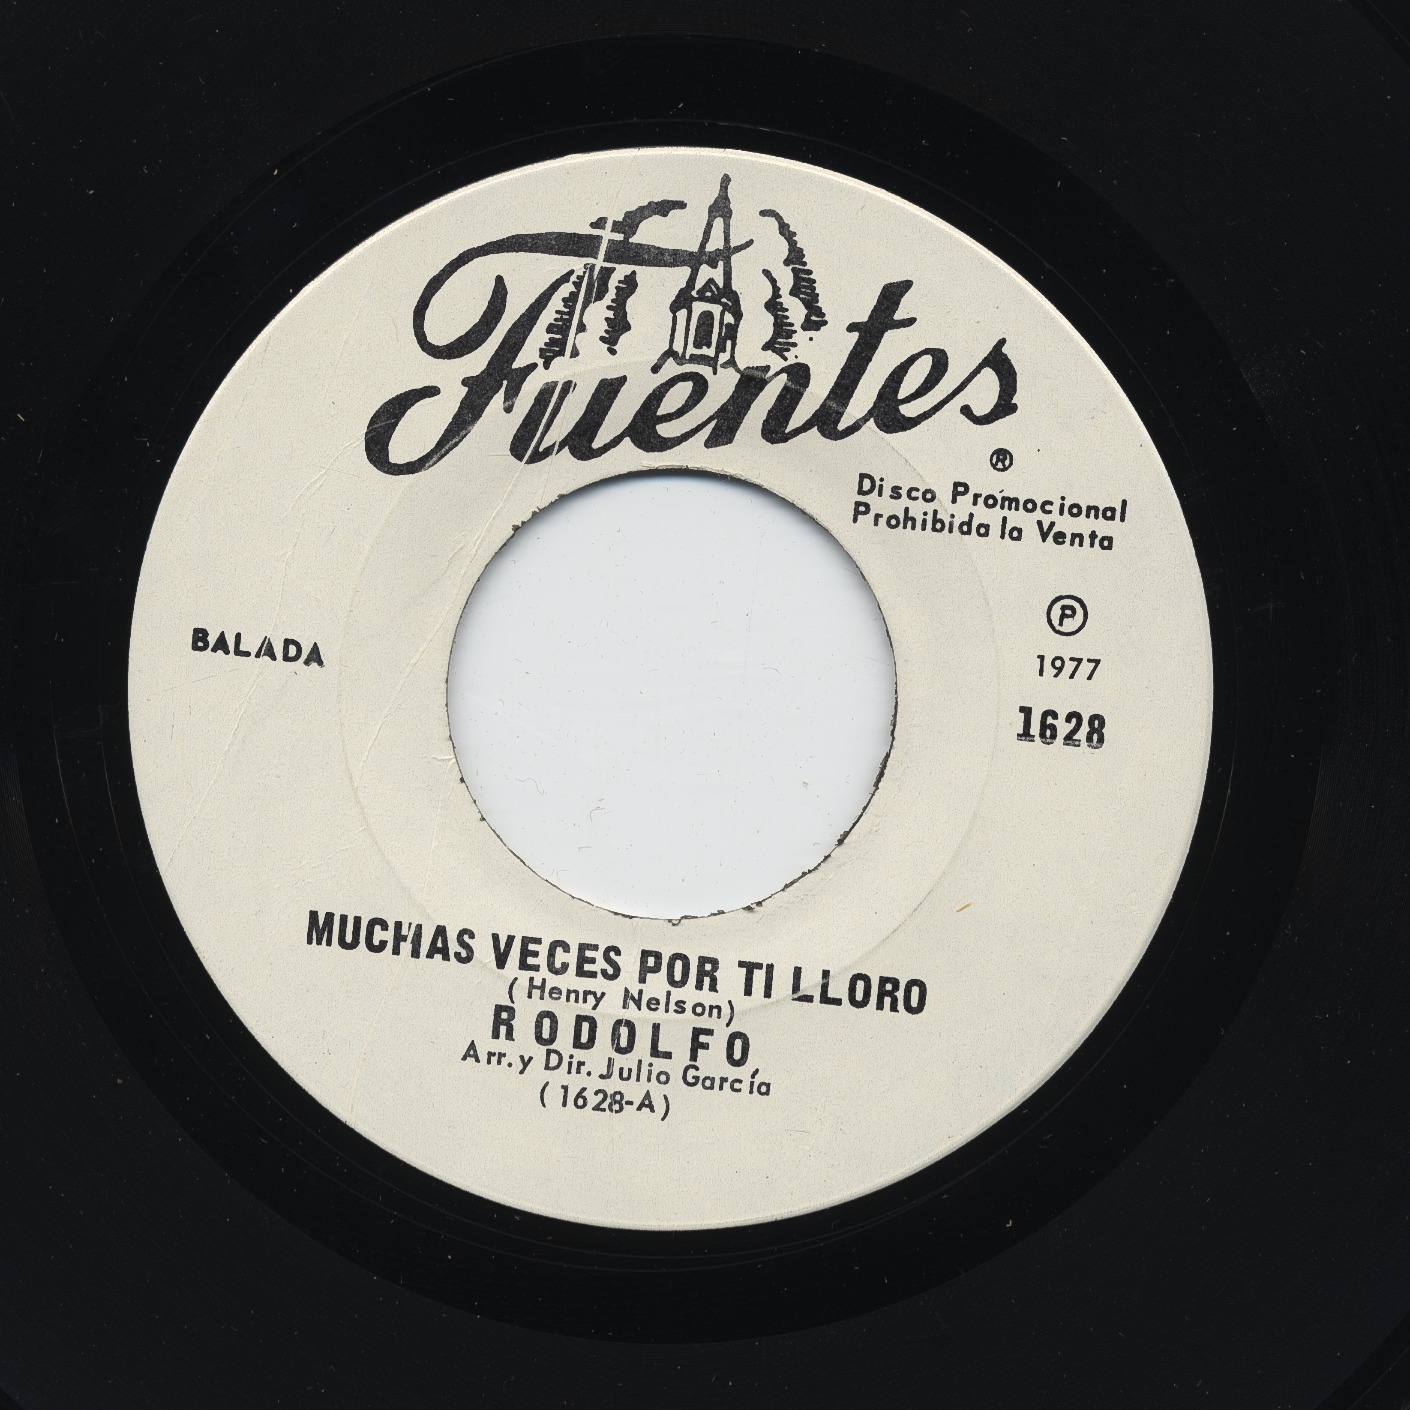 Fuentes
®
Disco Promocional
Prohibida la Venta
BALADA
Ⓟ
1977
1628
MUCHAS VECES POR TI LLORO
(Henry Nelson)
RODOLFO
Arr. y Dir. Julio García
(1628-A)